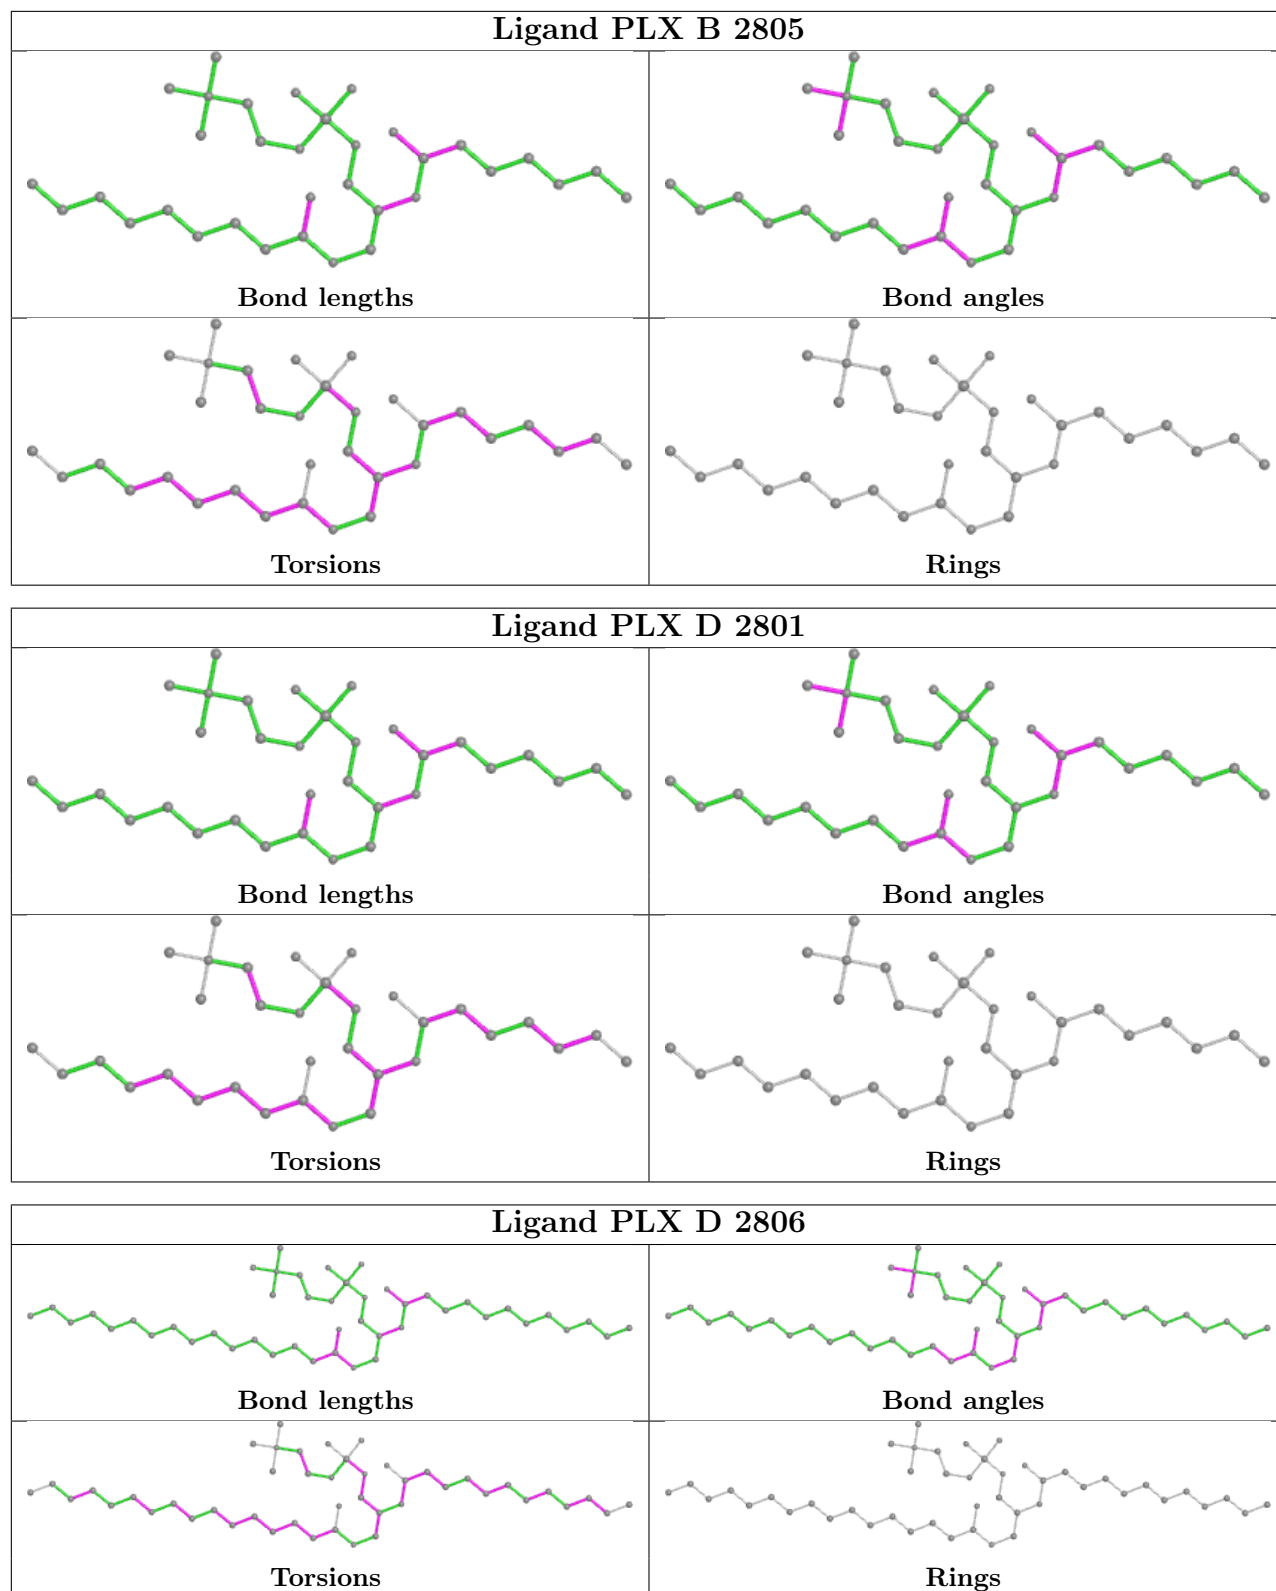 Ligand PLX B 2805
Bond lengths
Bond angles
Torsions
Rings
Ligand PLX D 2801
Bond lengths
Bond angles
Torsions
Rings
Ligand PLX D 2806
Bond lengths
Bond angles
Torsions
Rings